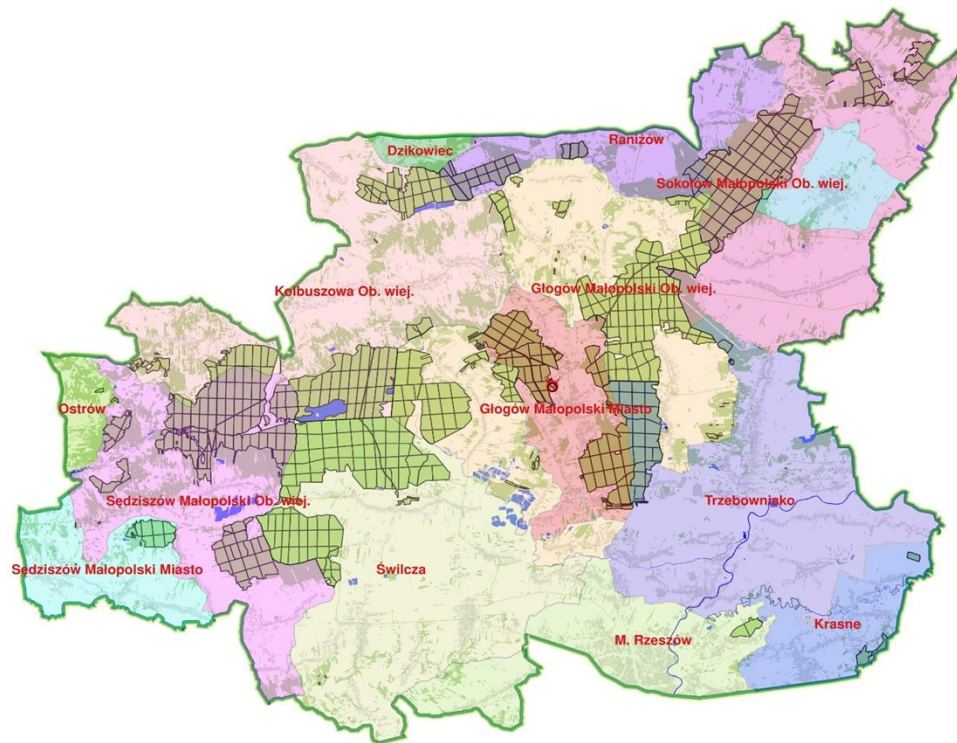 Dzikowiec
Raniżów
Sokołów Małopolski Ob. wiej.
Kolbuszowa Ob. wiej.
Głogów Małopolski Ob. wiej.
Ostrów
Głogów Małopolski Miasto
Sędziszów Małopolski Ob. wiej.
Trzebownisko
Sędziszów Małopolski Miasto
Świlcza
Krasne
M. Rzeszów